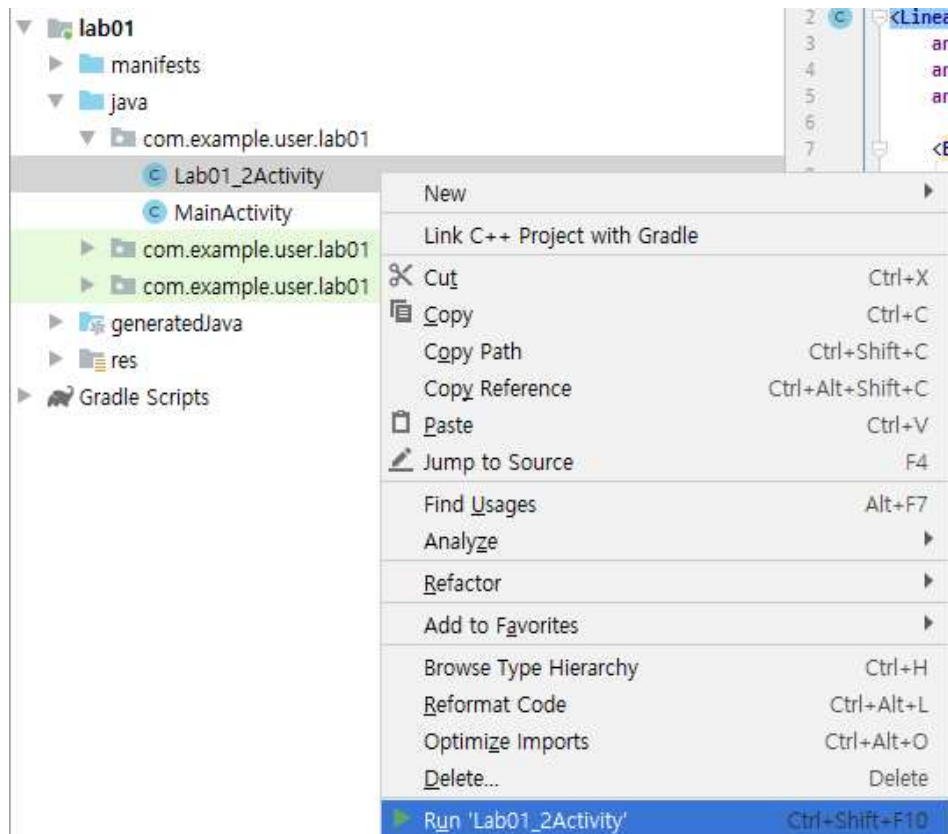 lab01
manifests
java
com.example.user.lab01
Lab01_2Activity
MainActivity
com.example.user.lab01
com.example.user.lab01
generatedJava
res
Gradle Scripts
2 <Linea
3 ar
4 ar
5 ar
6
7 <E
New
Link C++ Project with Gradle
Cut Ctrl+X
Copy Ctrl+C
Copy Path Ctrl+Shift+C
Copy Reference Ctrl+Alt+Shift+C
Paste Ctrl+V
Jump to Source F4
Find Usages Alt+F7
Analyze
Refactor
Add to Favorites
Browse Type Hierarchy Ctrl+H
Reformat Code Ctrl+Alt+L
Optimize Imports Ctrl+Alt+O
Delete... Delete
Run 'Lab01_2Activity' Ctrl+Shift+F10